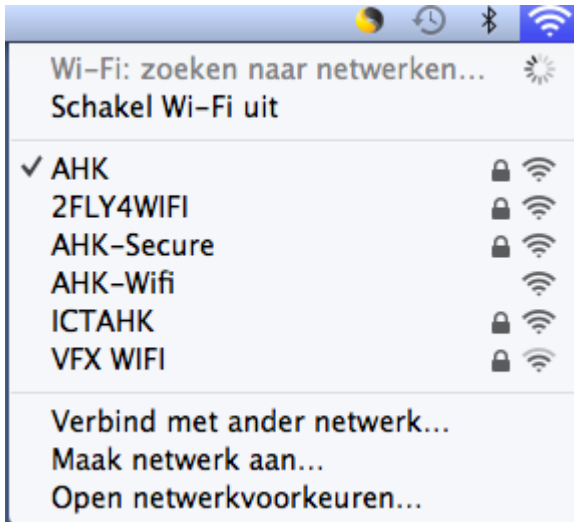 Wi-Fi: zoeken naar netwerken...
Schakel Wi-Fi uit
AHK
2FLY4WIFI
AHK-Secure
AHK-Wifi
ICTAHK
VFX WIFI
Verbind met ander netwerk...
Maak netwerk aan...
Open netwerkvoorkeuren...